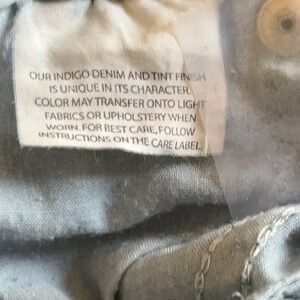 OUR INDIGO DENIM AND TINT FINISH
IS UNIQUE IN ITS CHARACTER.
COLOR MAY TRANSFER ONTO LIGHT
FABRICS OR UPHOLSTERY WHEN
WORN. FOR BEST CARE, FOLLOW
INSTRUCTIONS ON THE CARE LABEL.